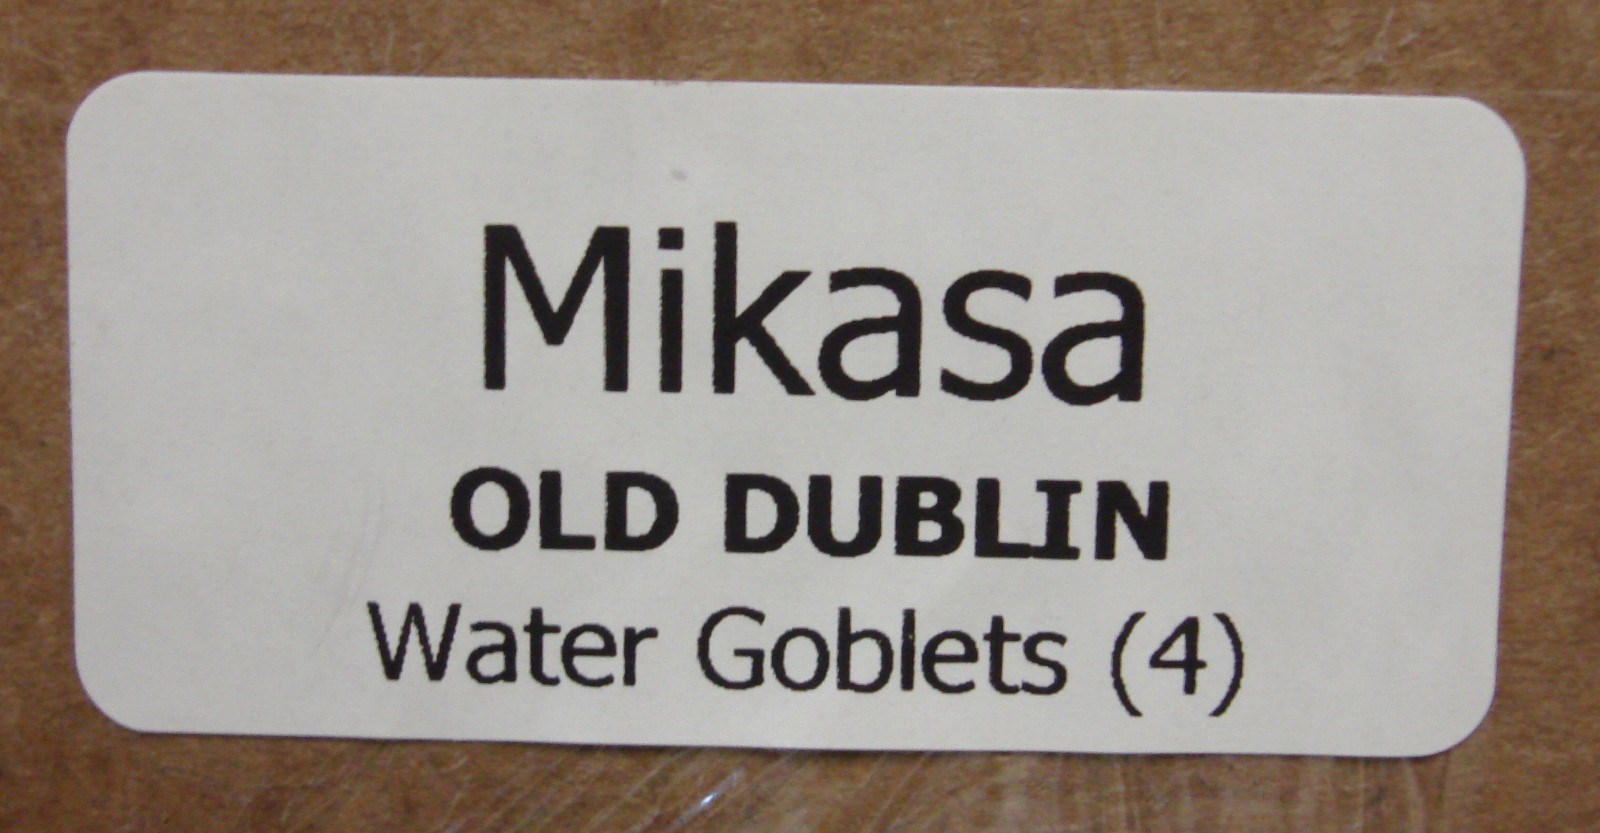 Mikasa
OLD DUBLIN
Water Goblets (4)